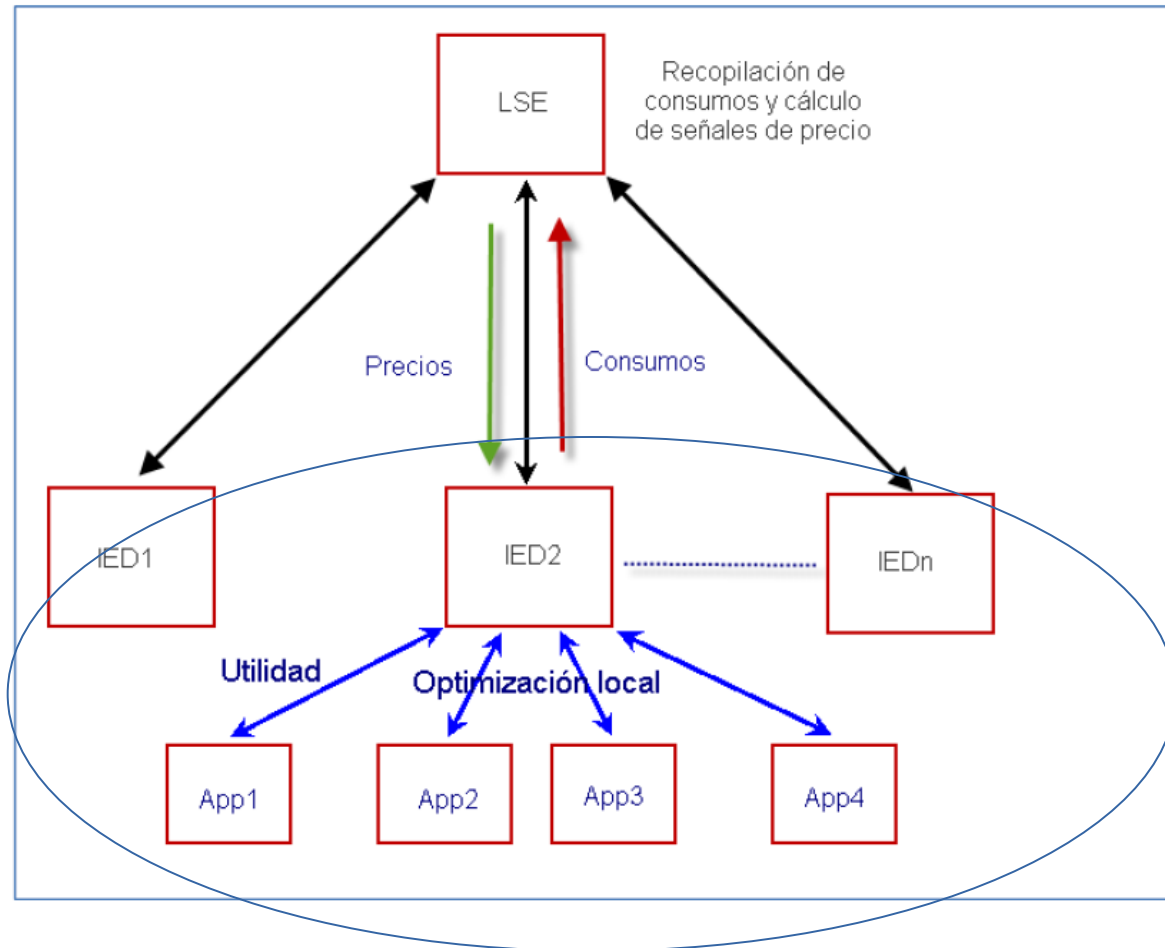 LSE
Recopilación de
consumos y cálculo
de señales de precio
Precios
Consumos
IED1
IED2
IEDn
Utilidad
Optimización local
App1
App2
App3
App4